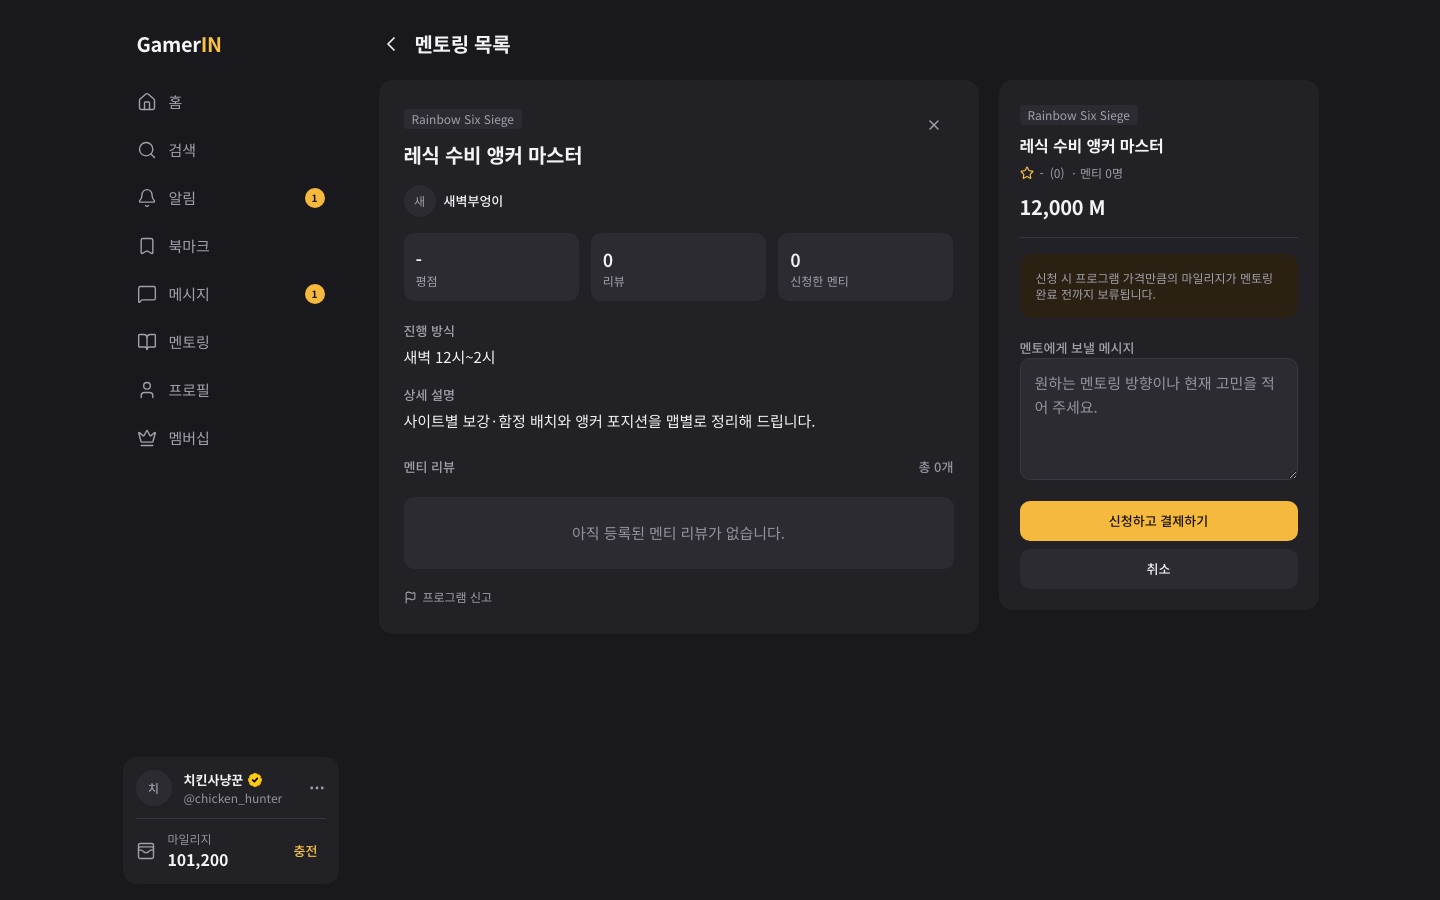 GamerIN
홈
검색
알림 1
북마크
메시지 1
멘토링
프로필
멤버십
치
치킨사냥꾼
@chicken_hunter
마일리지
101,200
충전
멘토링 목록
Rainbow Six Siege
레식 수비 앵커 마스터
새 새벽부엉이
-
평점
0
리뷰
0
신청한 멘티
진행 방식
새벽 12시~2시
상세 설명
사이트별 보강·함정 배치와 앵커 포지션을 맵별로 정리해 드립니다.
멘티 리뷰 총 0개
아직 등록된 멘티 리뷰가 없습니다.
프로그램 신고
Rainbow Six Siege
레식 수비 앵커 마스터
- (0) · 멘티 0명
12,000 M
신청 시 프로그램 가격만큼의 마일리지가 멘토링
완료 전까지 보류됩니다.
멘토에게 보낼 메시지
원하는 멘토링 방향이나 현재 고민을 적
어 주세요.
신청하고 결제하기
취소